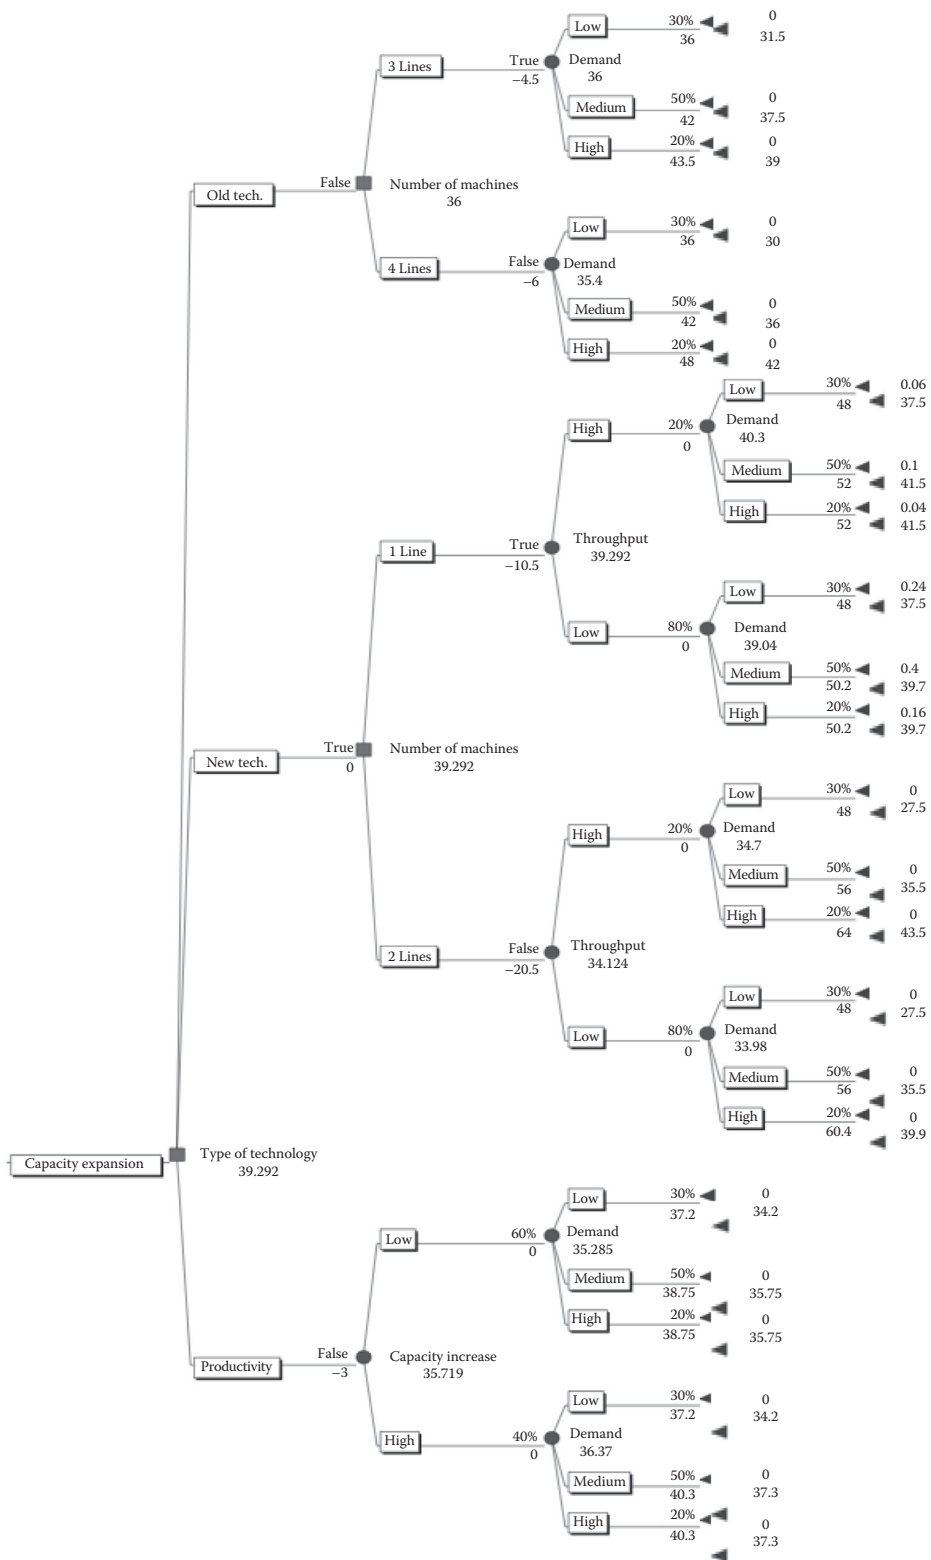 30%
0
Low
36
31.5
3 Lines
True
-4.5
Demand
36
50%
0
Medium
42
37.5
20%
0
High
43.5
39
Old tech.
False
Number of machines
36
30%
0
Low
36
30
4 Lines
False
-6
Demand
35.4
50%
0
Medium
42
36
20%
0
High
48
42
30%
0.06
Low
48
37.5
High
20%
0
Demand
40.3
50%
0.1
Medium
52
41.5
20%
0.04
High
52
41.5
1 Line
True
-10.5
Throughput
39.292
30%
0.24
Low
48
37.5
Low
80%
0
Demand
39.04
50%
0.4
Medium
50.2
39.7
20%
0.16
High
50.2
39.7
New tech.
True
0
Number of machines
39.292
30%
0
Low
48
27.5
High
20%
0
Demand
34.7
50%
0
Medium
56
35.5
20%
0
High
64
43.5
2 Lines
False
-20.5
Throughput
34.124
30%
0
Low
48
27.5
Low
80%
0
Demand
33.98
50%
0
Medium
56
35.5
20%
0
High
60.4
39.9
Capacity expansion
Type of technology
39.292
30%
0
Low
37.2
34.2
Low
60%
0
Demand
35.285
50%
0
Medium
38.75
35.75
20%
0
High
38.75
35.75
Productivity
False
-3
Capacity increase
35.719
30%
0
Low
37.2
34.2
High
40%
0
Demand
36.37
50%
0
Medium
40.3
37.3
20%
0
High
40.3
37.3